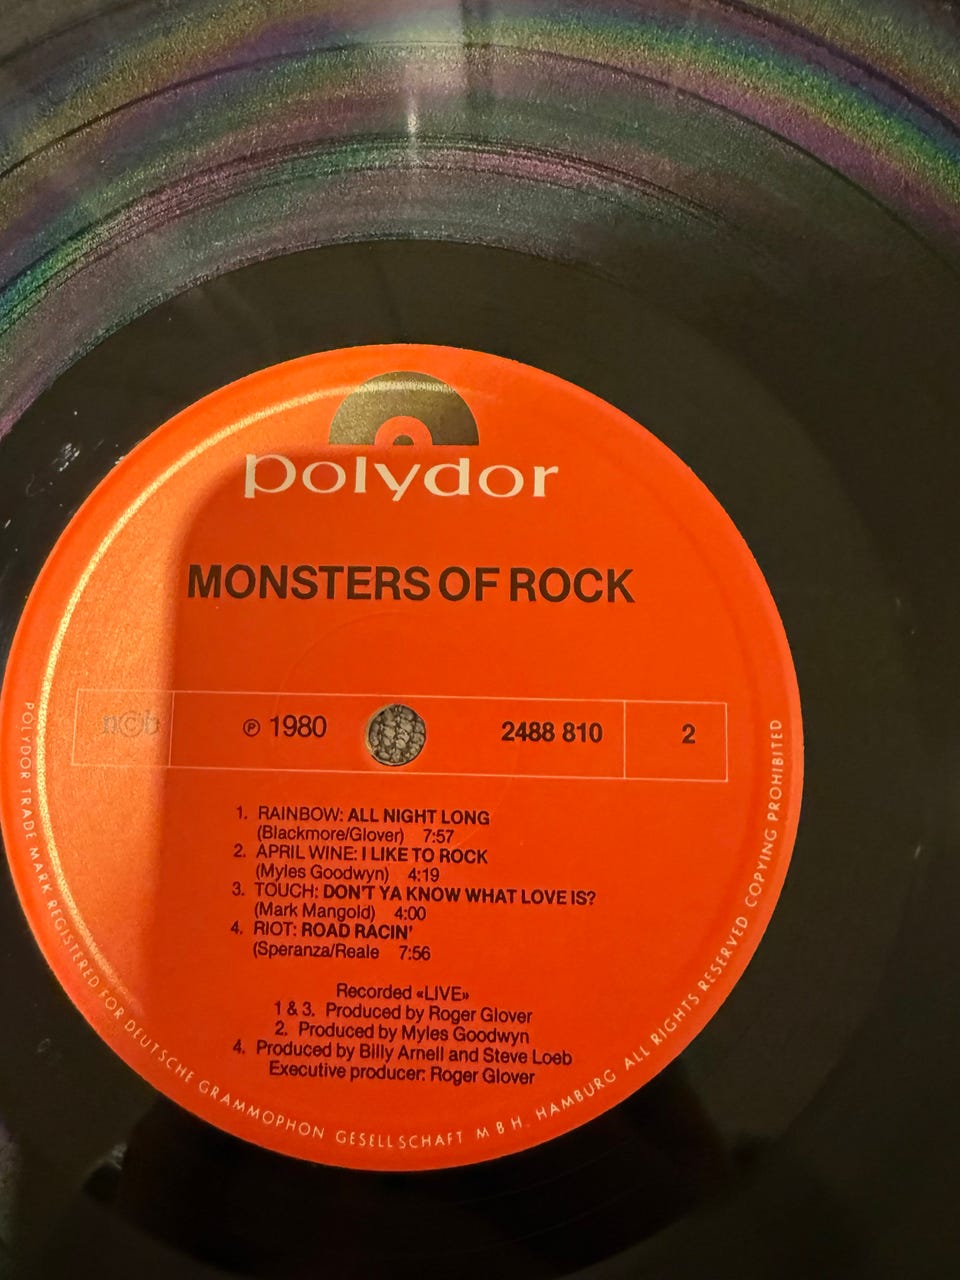 polydor
MONSTERS OF ROCK
n©b ℗ 1980 2488 810 2
1. RAINBOW: ALL NIGHT LONG
(Blackmore/Glover) 7:57
2. APRIL WINE: I LIKE TO ROCK
(Myles Goodwyn) 4:19
3. TOUCH: DON'T YA KNOW WHAT LOVE IS?
(Mark Mangold) 4:00
4. RIOT: ROAD RACIN'
(Speranza/Reale 7:56
Recorded «LIVE»
1 & 3. Produced by Roger Glover
2. Produced by Myles Goodwyn
4. Produced by Billy Arnell and Steve Loeb
Executive producer: Roger Glover
POLYDOR TRADE MARK REGISTERED FOR DEUTSCHE GRAMMOPHON GESELLSCHAFT M B H, HAMBURG ALL RIGHTS RESERVED COPYING PROHIBITED